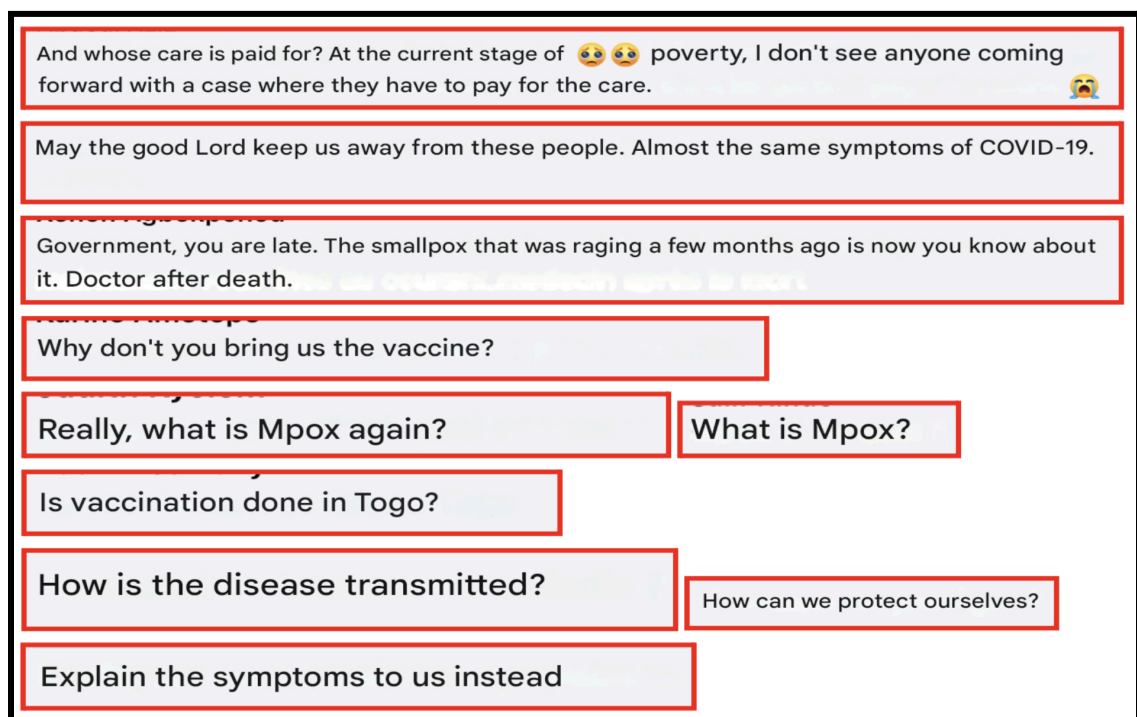 And whose care is paid for? At the current stage of 🥺🥺 poverty, I don't see anyone coming
forward with a case where they have to pay for the care. 😭
May the good Lord keep us away from these people. Almost the same symptoms of COVID-19.
Government, you are late. The smallpox that was raging a few months ago is now you know about
it. Doctor after death.
Why don't you bring us the vaccine?
Really, what is Mpox again?
What is Mpox?
Is vaccination done in Togo?
How is the disease transmitted?
How can we protect ourselves?
Explain the symptoms to us instead